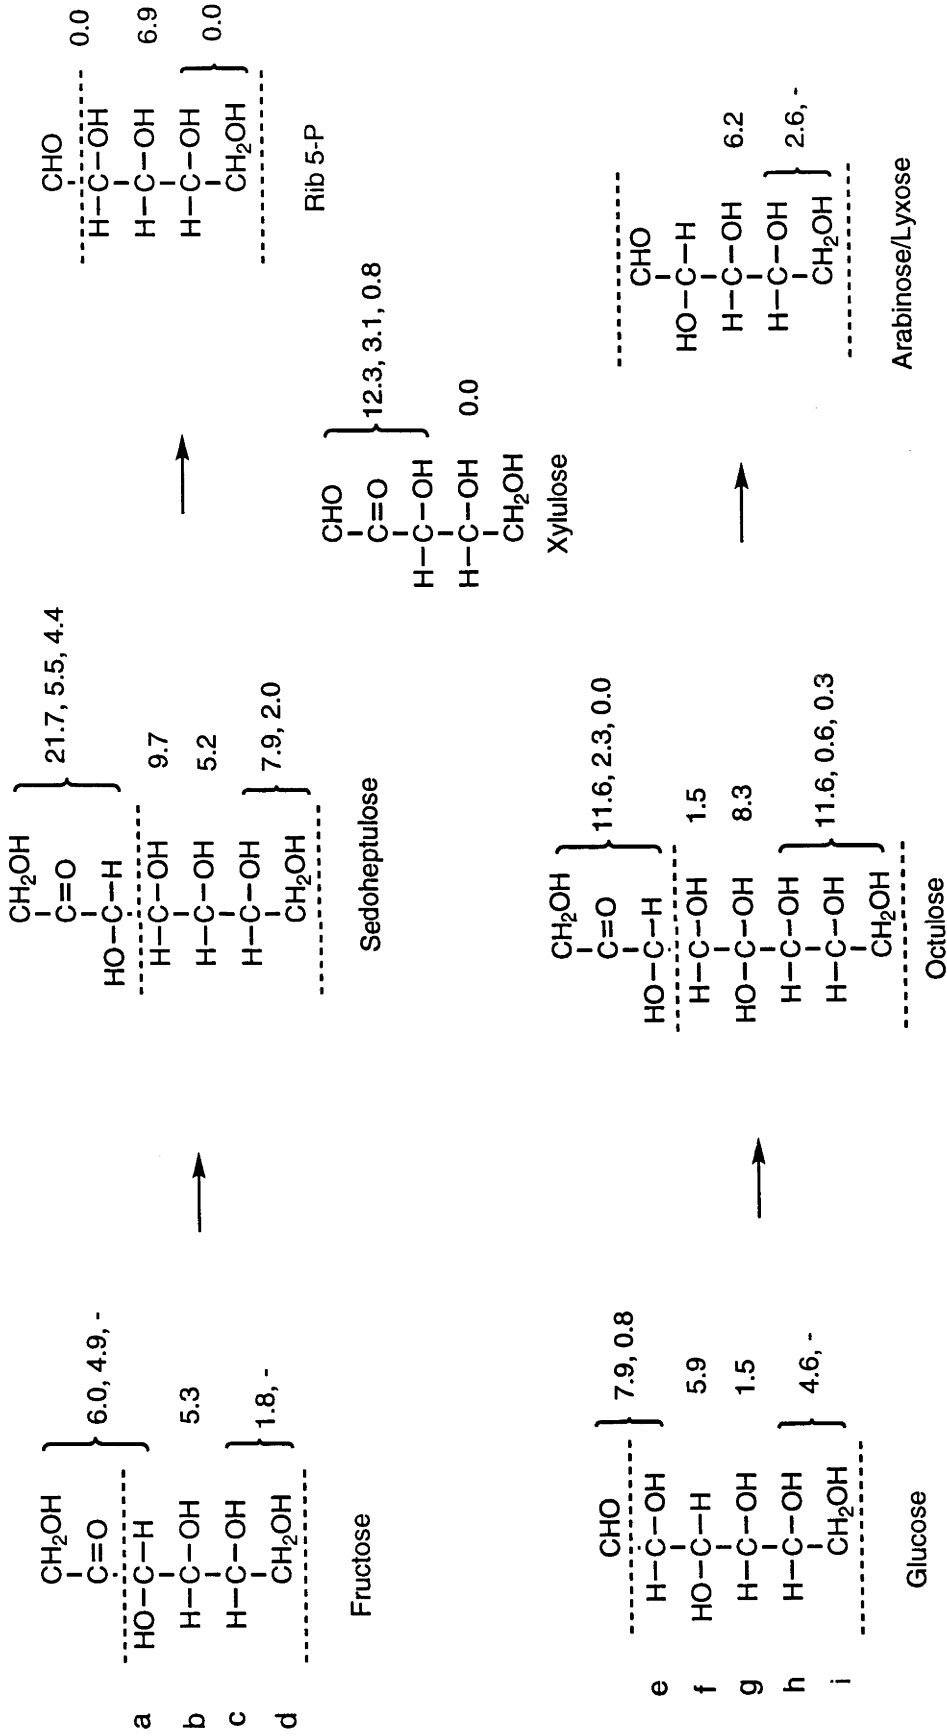 CH2OH
C=O
a HO–C–H
b H–C–OH
c H–C–OH
d CH2OH
6.0, 4.9, -
5.3
1.8, -
Fructose
CH2OH
C=O
HO–C–H
H–C–OH
H–C–OH
H–C–OH
CH2OH
21.7, 5.5, 4.4
9.7
5.2
7.9, 2.0
Sedoheptulose
CHO
H–C–OH
H–C–OH
H–C–OH
CH2OH
0.0
6.9
0.0
Rib 5-P
CHO
C=O
H–C–OH
H–C–OH
CH2OH
12.3, 3.1, 0.8
0.0
Xylulose
CHO
e H–C–OH
f HO–C–H
g H–C–OH
h H–C–OH
i CH2OH
7.9, 0.8
5.9
1.5
4.6, -
Glucose
CH2OH
C=O
HO–C–H
H–C–OH
HO–C–H
H–C–OH
H–C–OH
CH2OH
11.6, 2.3, 0.0
1.5
8.3
11.6, 0.6, 0.3
Octulose
CHO
HO–C–H
H–C–OH
H–C–OH
CH2OH
6.2
2.6, -
Arabinose/Lyxose